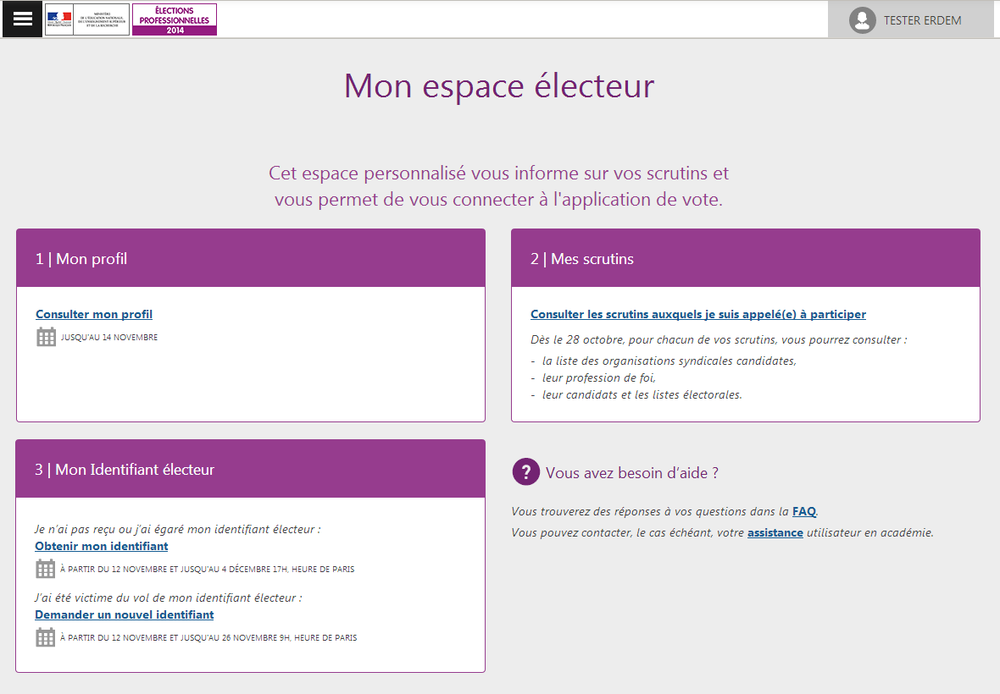 MINISTÈRE
DE L'ÉDUCATION NATIONALE,
DE L'ENSEIGNEMENT SUPÉRIEUR
ET DE LA RECHERCHE
ÉLECTIONS
PROFESSIONNELLES
2014
TESTER ERDEM
Mon espace électeur
Cet espace personnalisé vous informe sur vos scrutins et
vous permet de vous connecter à l'application de vote.
1 | Mon profil
Consulter mon profil
JUSQU'AU 14 NOVEMBRE
2 | Mes scrutins
Consulter les scrutins auxquels je suis appelé(e) à participer
Dès le 28 octobre, pour chacun de vos scrutins, vous pourrez consulter :
- la liste des organisations syndicales candidates,
- leur profession de foi,
- leur candidats et les listes électorales.
3 | Mon Identifiant électeur
Je n'ai pas reçu ou j'ai égaré mon identifiant électeur :
Obtenir mon identifiant
À PARTIR DU 12 NOVEMBRE ET JUSQU'AU 4 DÉCEMBRE 17H, HEURE DE PARIS
J'ai été victime du vol de mon identifiant électeur :
Demander un nouvel identifiant
À PARTIR DU 12 NOVEMBRE ET JUSQU'AU 26 NOVEMBRE 9H, HEURE DE PARIS
? Vous avez besoin d’aide ?
Vous trouverez des réponses à vos questions dans la FAQ.
Vous pouvez contacter, le cas échéant, votre assistance utilisateur en académie.